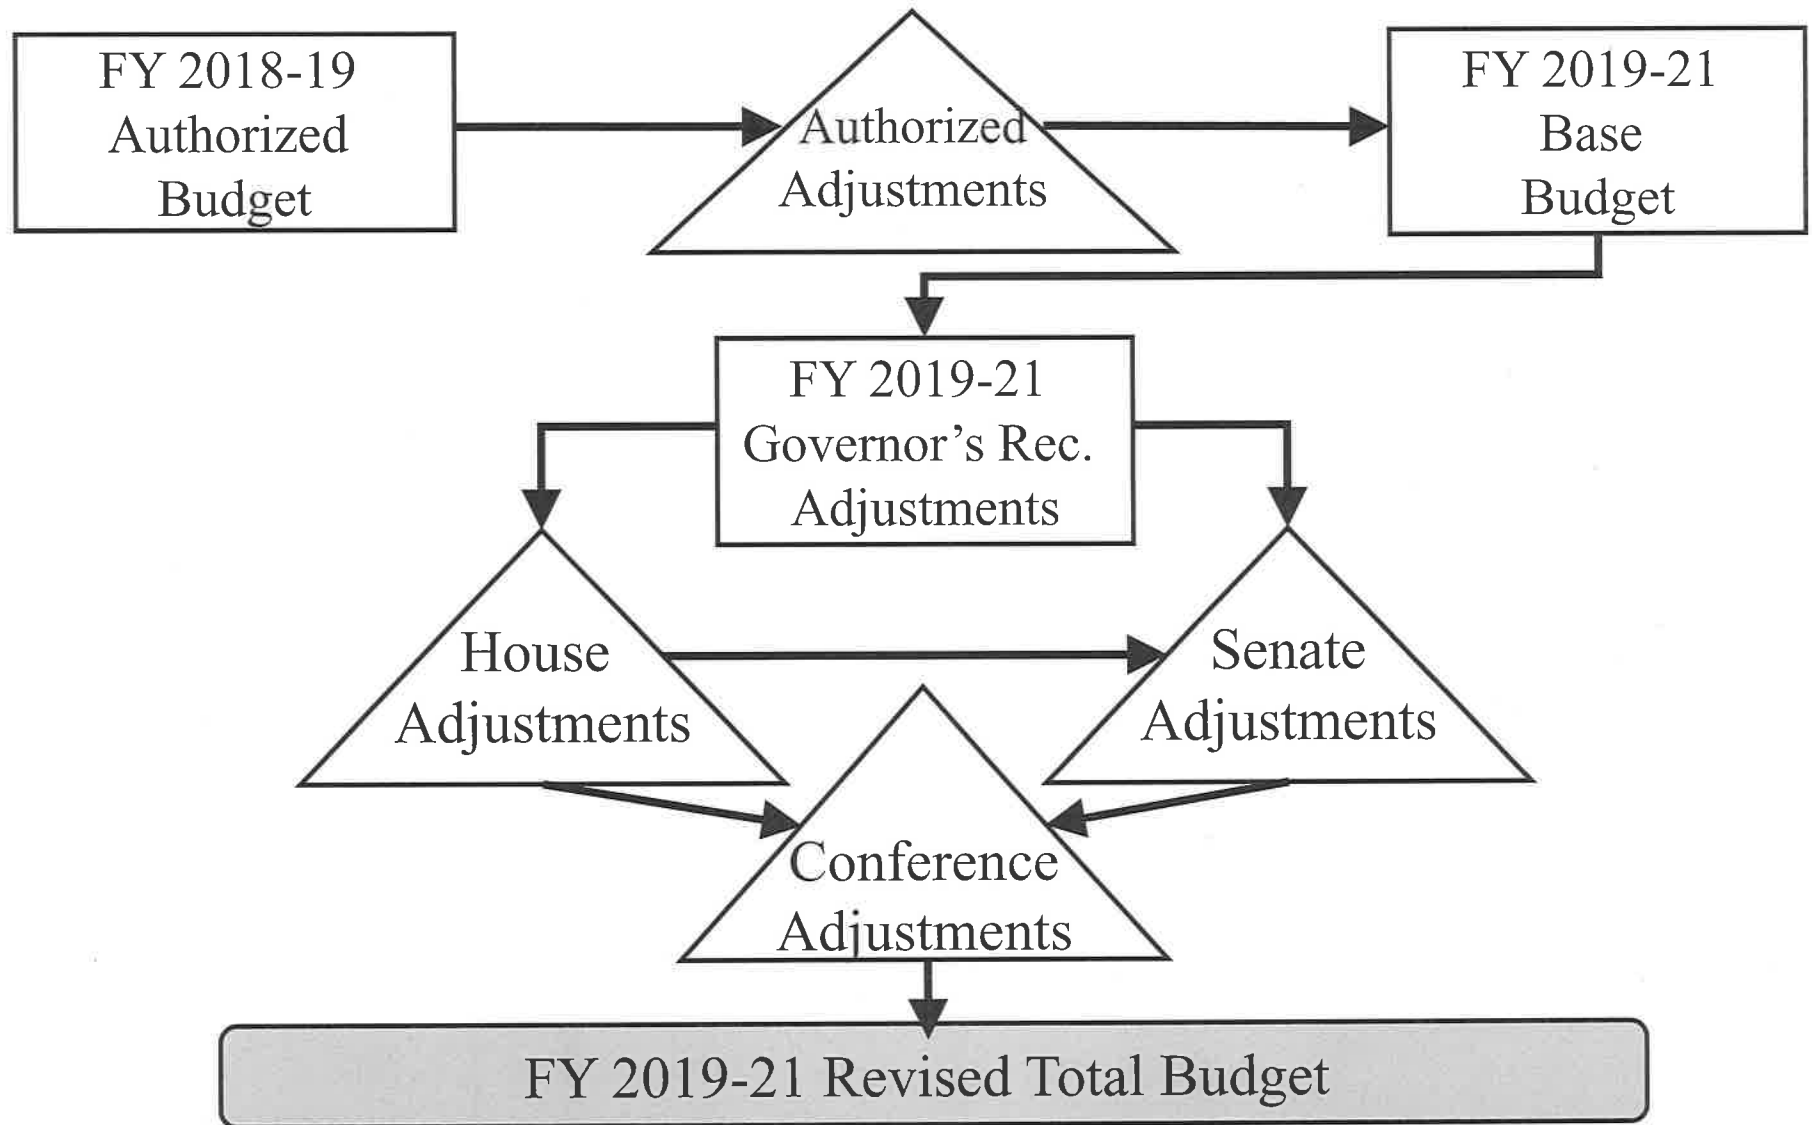 FY 2018-19
Authorized
Budget
Authorized
Adjustments
FY 2019-21
Base
Budget
FY 2019-21
Governor's Rec.
Adjustments
House
Adjustments
Senate
Adjustments
Conference
Adjustments
FY 2019-21 Revised Total Budget